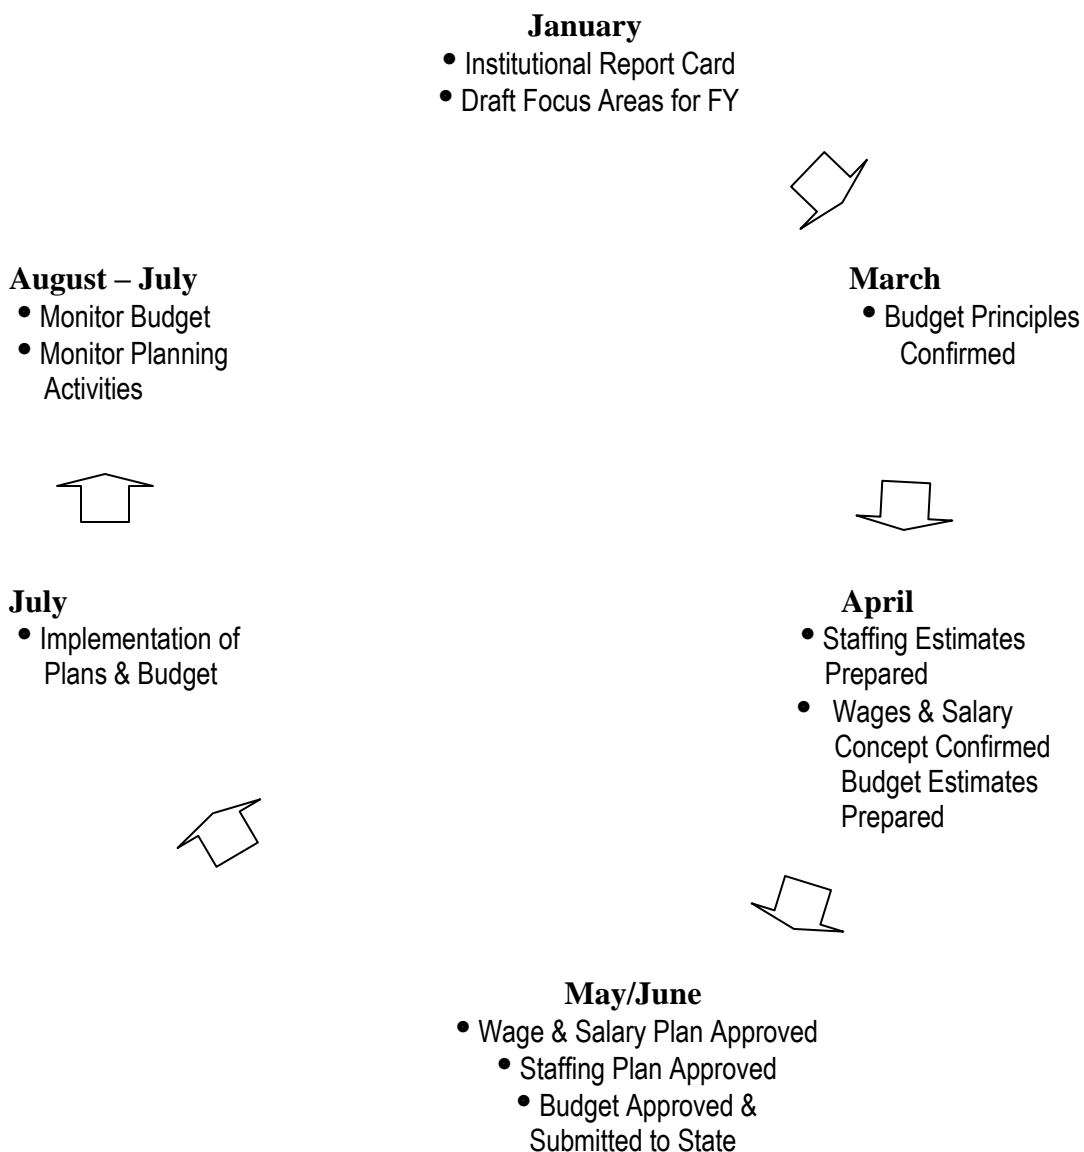 January
• Institutional Report Card
• Draft Focus Areas for FY
August – July
• Monitor Budget
• Monitor Planning
Activities
March
• Budget Principles
Confirmed
July
• Implementation of
Plans & Budget
April
• Staffing Estimates
Prepared
• Wages & Salary
Concept Confirmed
Budget Estimates
Prepared
May/June
• Wage & Salary Plan Approved
• Staffing Plan Approved
• Budget Approved &
Submitted to State